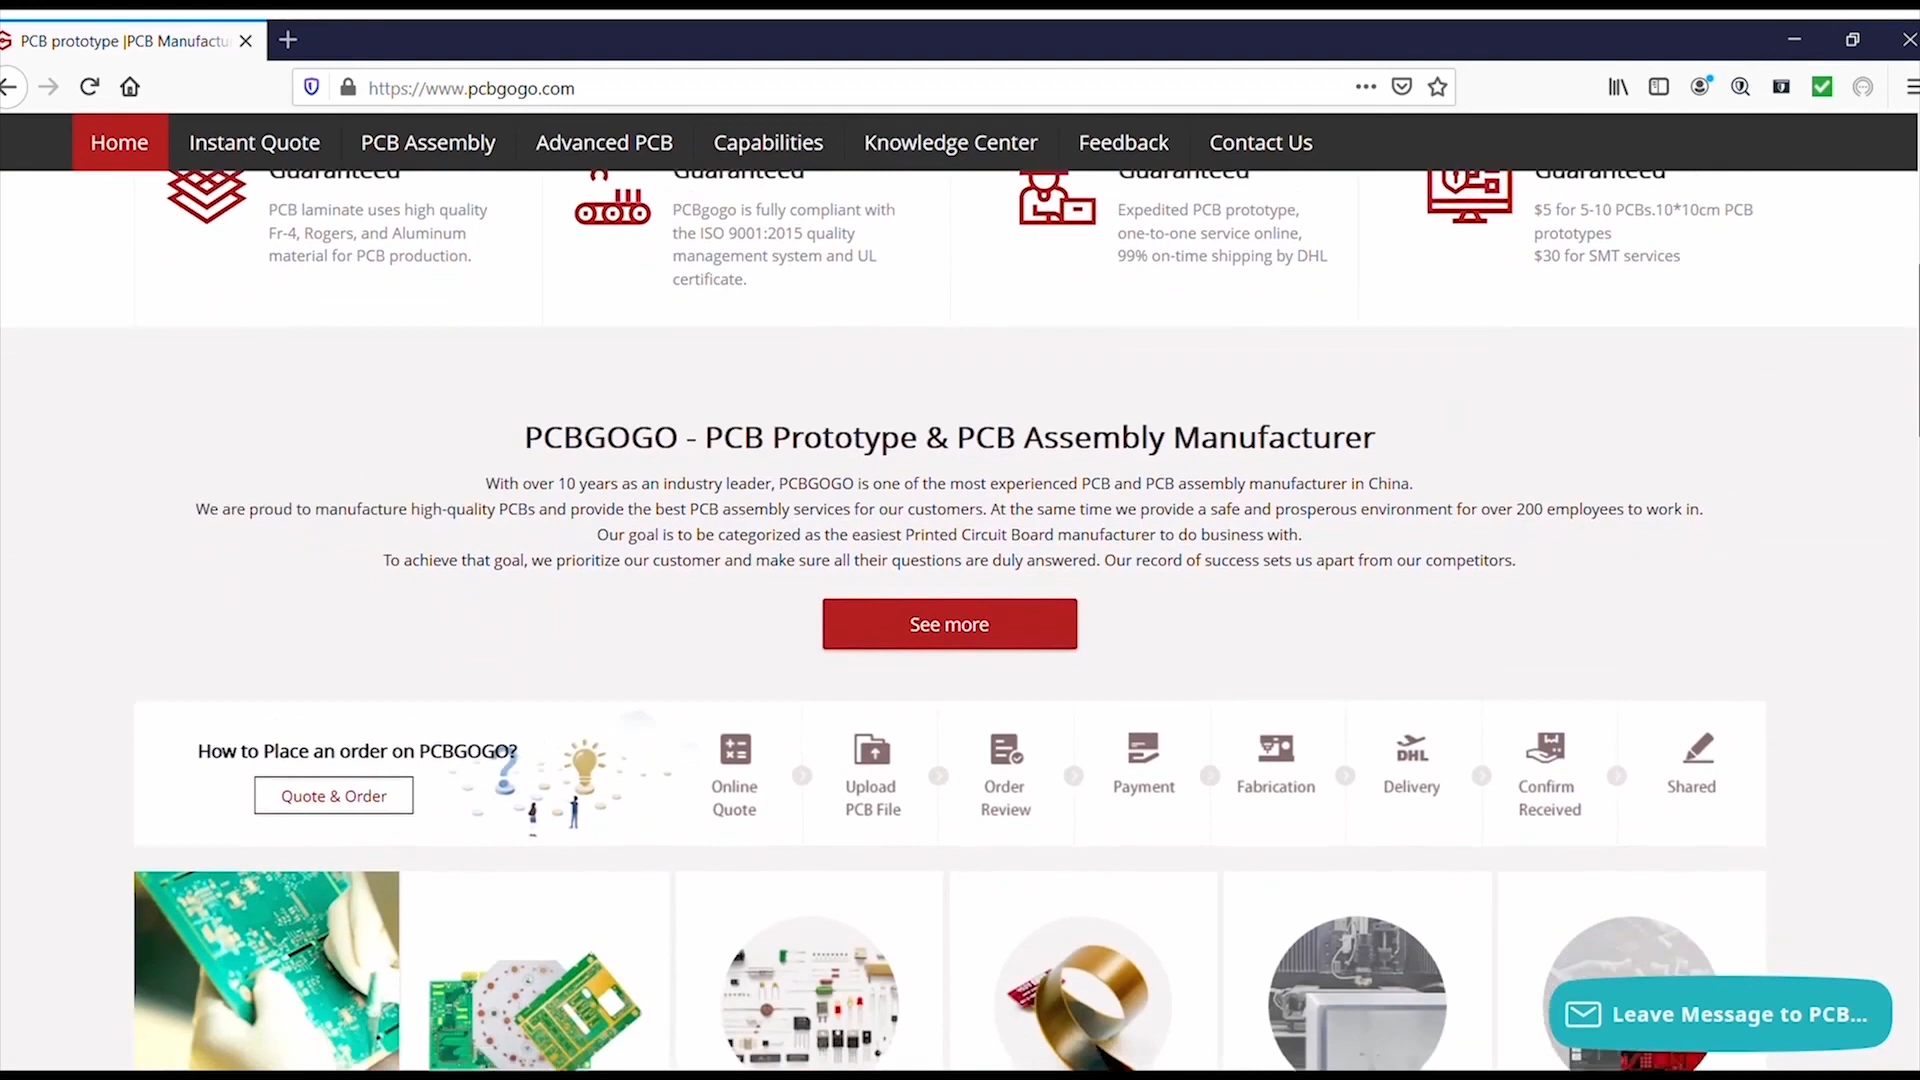 PCB prototype |PCB Manufactu
https://www.pcbgogo.com
Home Instant Quote PCB Assembly Advanced PCB Capabilities Knowledge Center Feedback Contact Us
Guaranteed Guaranteed Guaranteed Guaranteed
PCB laminate uses high quality
Fr-4, Rogers, and Aluminum
material for PCB production.
PCBgogo is fully compliant with
the ISO 9001:2015 quality
management system and UL
certificate.
Expedited PCB prototype,
one-to-one service online,
99% on-time shipping by DHL
$5 for 5-10 PCBs.10*10cm PCB
prototypes
$30 for SMT services
PCBGOGO - PCB Prototype & PCB Assembly Manufacturer
With over 10 years as an industry leader, PCBGOGO is one of the most experienced PCB and PCB assembly manufacturer in China.
We are proud to manufacture high-quality PCBs and provide the best PCB assembly services for our customers. At the same time we provide a safe and prosperous environment for over 200 employees to work in.
Our goal is to be categorized as the easiest Printed Circuit Board manufacturer to do business with.
To achieve that goal, we prioritize our customer and make sure all their questions are duly answered. Our record of success sets us apart from our competitors.
See more
How to Place an order on PCBGOGO?
Quote & Order
Online
Quote
Upload
PCB File
Order
Review
Payment
Fabrication
DHL
Delivery
Confirm
Received
Shared
Leave Message to PCB...